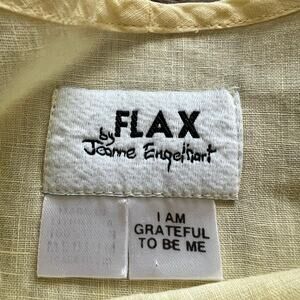 FLAX
by
Jeanne Engelhart
I AM
GRATEFUL
TO BE ME